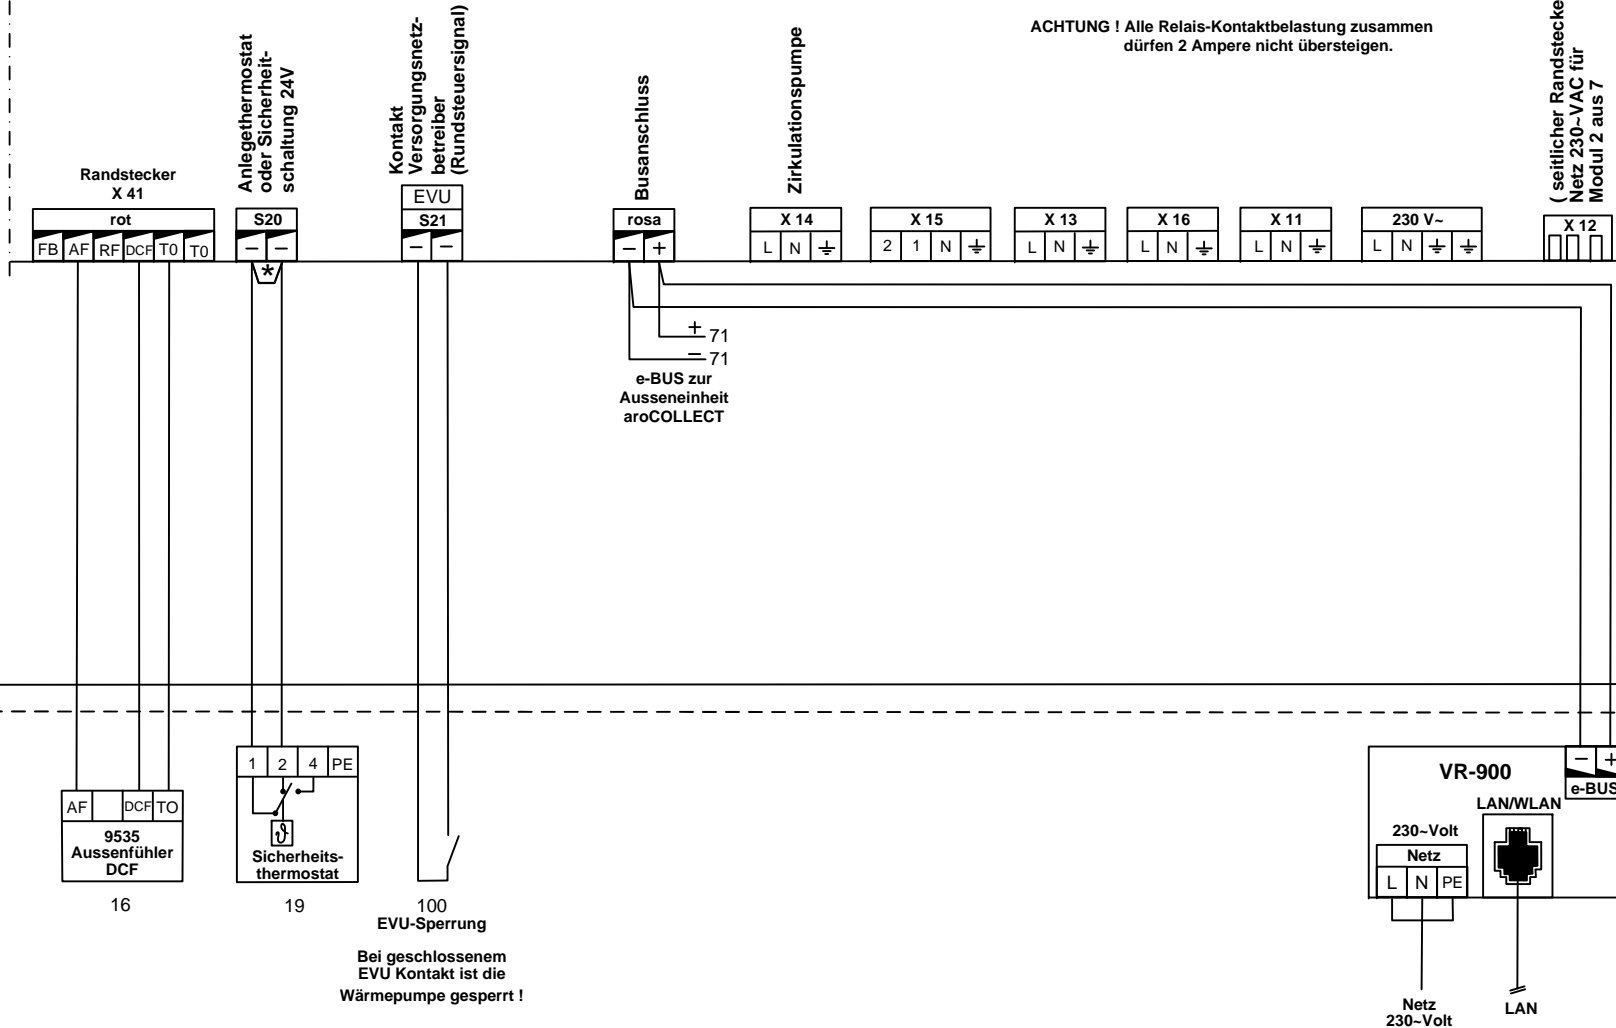 ACHTUNG ! Alle Relais-Kontaktbelastung zusammen
dürfen 2 Ampere nicht übersteigen.
Anlegethermostat
oder Sicherheit-
schaltung 24V
Kontakt
Versorgungsnetz-
betreiber
(Rundsteuersignal)
Busanschluss
Zirkulationspumpe
( seitlicher Randstecke
Netz 230~VAC für
Modul 2 aus 7
Randstecker
X 41
rot
FB AF RF DCF T0 T0
S20
– –
*
EVU
S21
– –
rosa
– +
X 14
L N
X 15
2 1 N
X 13
L N
X 16
L N
X 11
L N
230 V~
L N
X 12
+ 71
– 71
e-BUS zur
Ausseneinheit
aroCOLLECT
AF DCF TO
9535
Aussenfühler
DCF
16
1 2 4 PE
ϑ
Sicherheits-
thermostat
19
100
EVU-Sperrung
Bei geschlossenem
EVU Kontakt ist die
Wärmepumpe gesperrt !
VR-900
– +
e-BUS
LAN/WLAN
230~Volt
Netz
L N PE
Netz
230~Volt
LAN